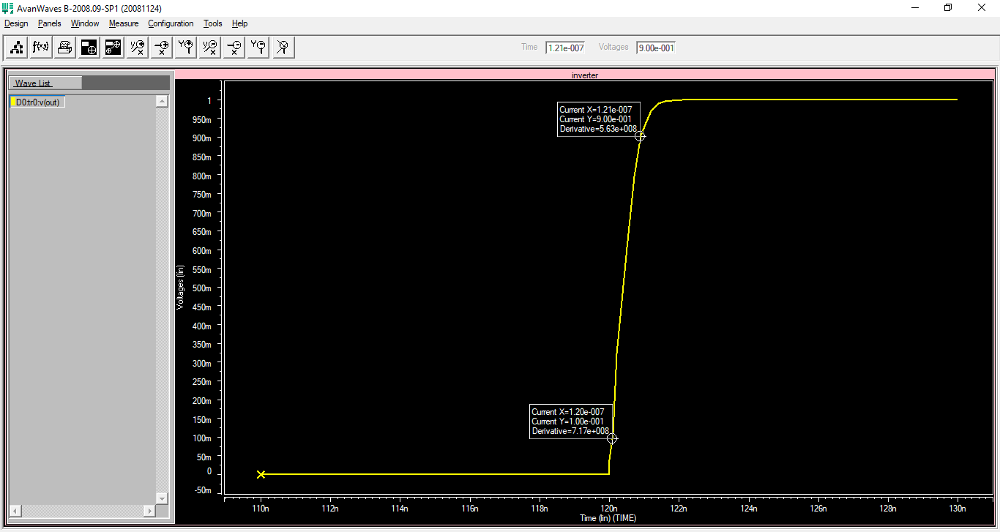 AvanWaves B-2008.09-SP1 (20081124)
Design Panels Window Measure Configuration Tools Help
f(x) Time 1.21e-007 Voltages 9.00e-001
Wave List
D0:tr0:v(out)
inverter
Current X=1.21e-007
Current Y=9.00e-001
Derivative=5.63e+008
Current X=1.20e-007
Current Y=1.00e-001
Derivative=7.17e+008
Voltages (lin)
1
950m
900m
850m
800m
750m
700m
650m
600m
550m
500m
450m
400m
350m
300m
250m
200m
150m
100m
50m
0
-50m
110n 112n 114n 116n 118n 120n 122n 124n 126n 128n 130n
Time (lin) (TIME)